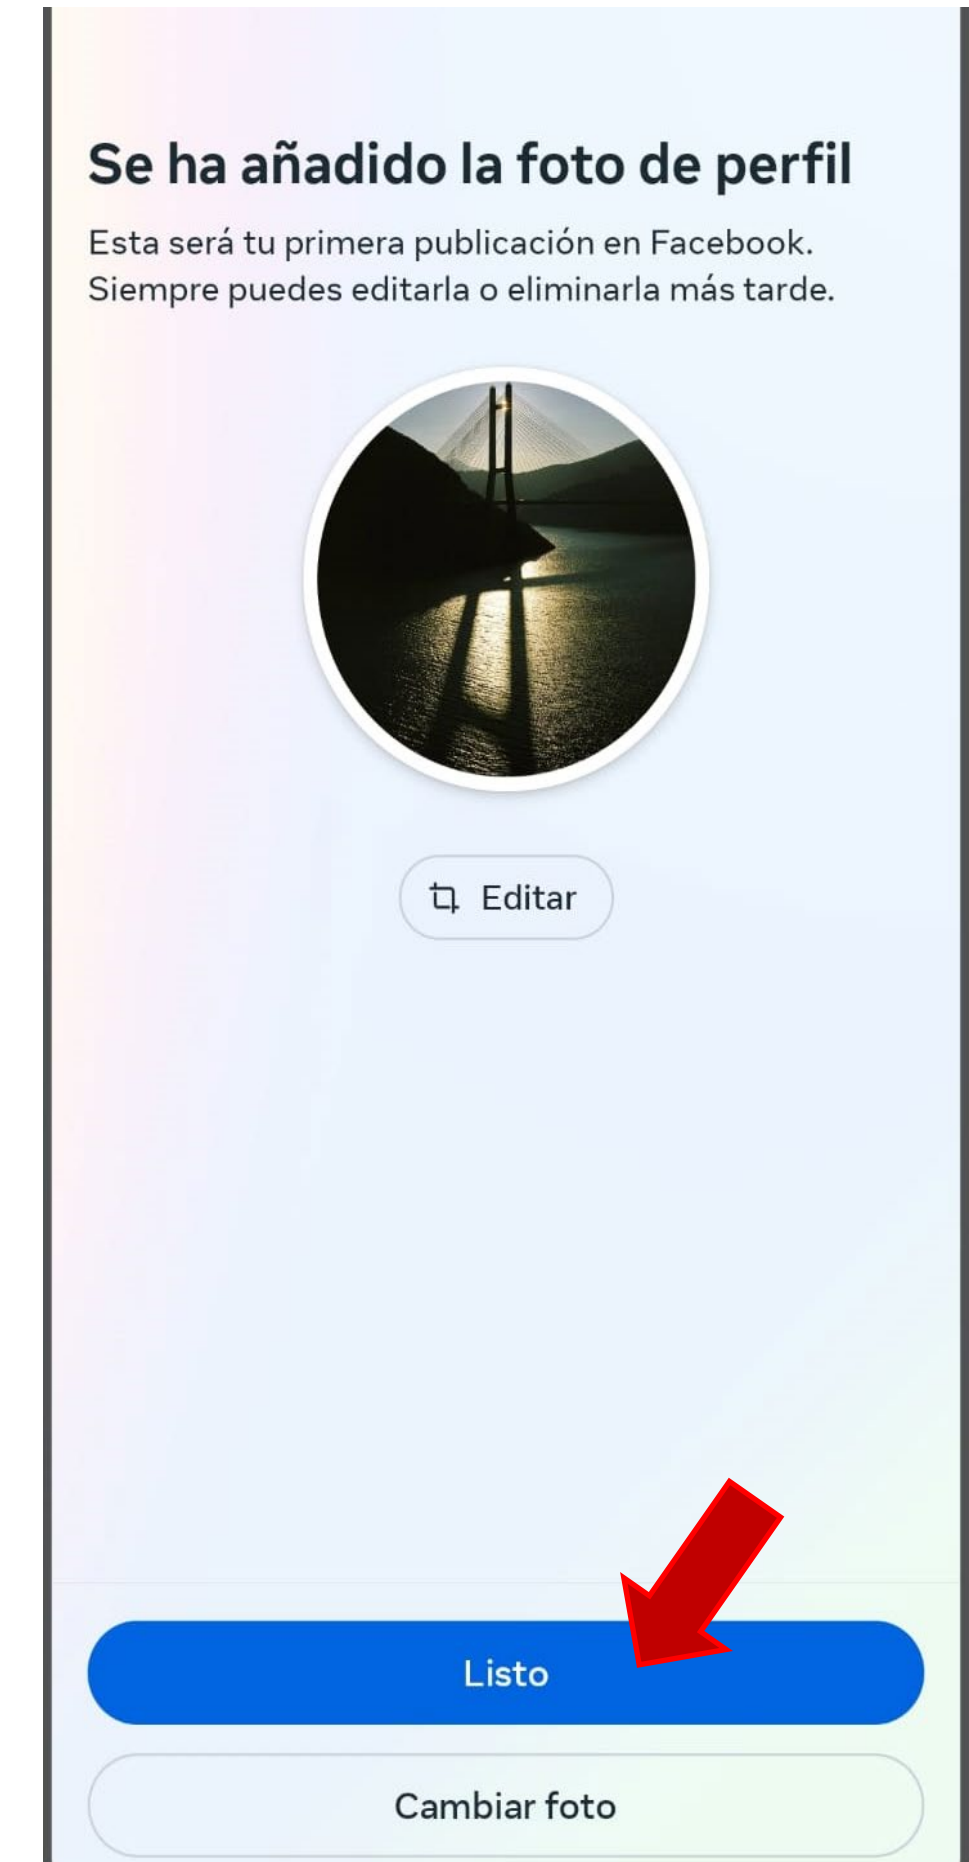 Se ha añadido la foto de perfil
Esta será tu primera publicación en Facebook.
Siempre puedes editarla o eliminarla más tarde.
Editar
Listo
Cambiar foto